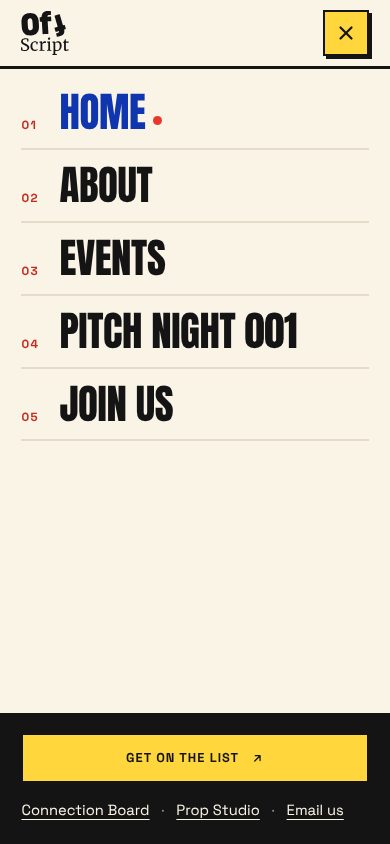 Off
Script
01 HOME
02 ABOUT
03 EVENTS
04 PITCH NIGHT 001
05 JOIN US
GET ON THE LIST ↗
Connection Board · Prop Studio · Email us